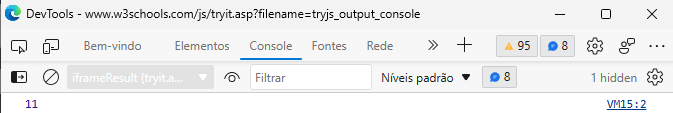 DevTools - www.w3schools.com/js/tryit.asp?filename=tryjs_output_console
Bem-vindo Elementos Console Fontes Rede 95 8
iframeResult (tryit.a... Filtrar Níveis padrão 8 1 hidden
11 VM15:2